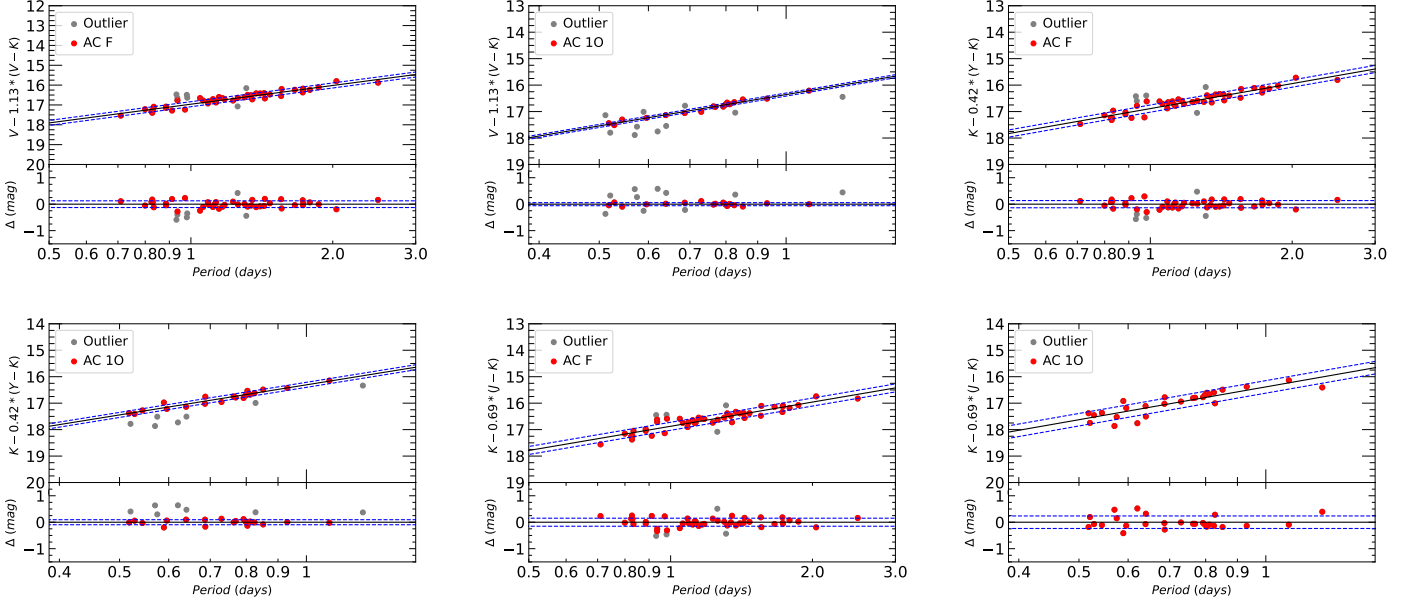 12
13
14
15
16
17
18
19
20
V − 1.13 * (V − K)
Outlier
AC F
1
0
−1
Δ (mag)
0.5 0.6 0.7 0.8 0.9 1 2.0 3.0
Period (days)
12
13
14
15
16
17
18
19
20
V − 1.13 * (V − K)
Outlier
AC 1O
1
0
−1
Δ (mag)
0.4 0.5 0.6 0.7 0.8 0.9 1
Period (days)
13
14
15
16
17
18
19
K − 0.42 * (Y − K)
Outlier
AC F
1
0
−1
Δ (mag)
0.5 0.6 0.7 0.8 0.9 1 2.0 3.0
Period (days)
14
15
16
17
18
19
20
K − 0.42 * (Y − K)
Outlier
AC 1O
1
0
−1
Δ (mag)
0.4 0.5 0.6 0.7 0.8 0.9 1
Period (days)
13
14
15
16
17
18
19
K − 0.69 * (J − K)
Outlier
AC F
1
0
−1
Δ (mag)
0.5 0.6 0.7 0.8 0.9 1 2.0 3.0
Period (days)
14
15
16
17
18
19
20
K − 0.69 * (J − K)
Outlier
AC 1O
1
0
−1
Δ (mag)
0.4 0.5 0.6 0.7 0.8 0.9 1
Period (days)